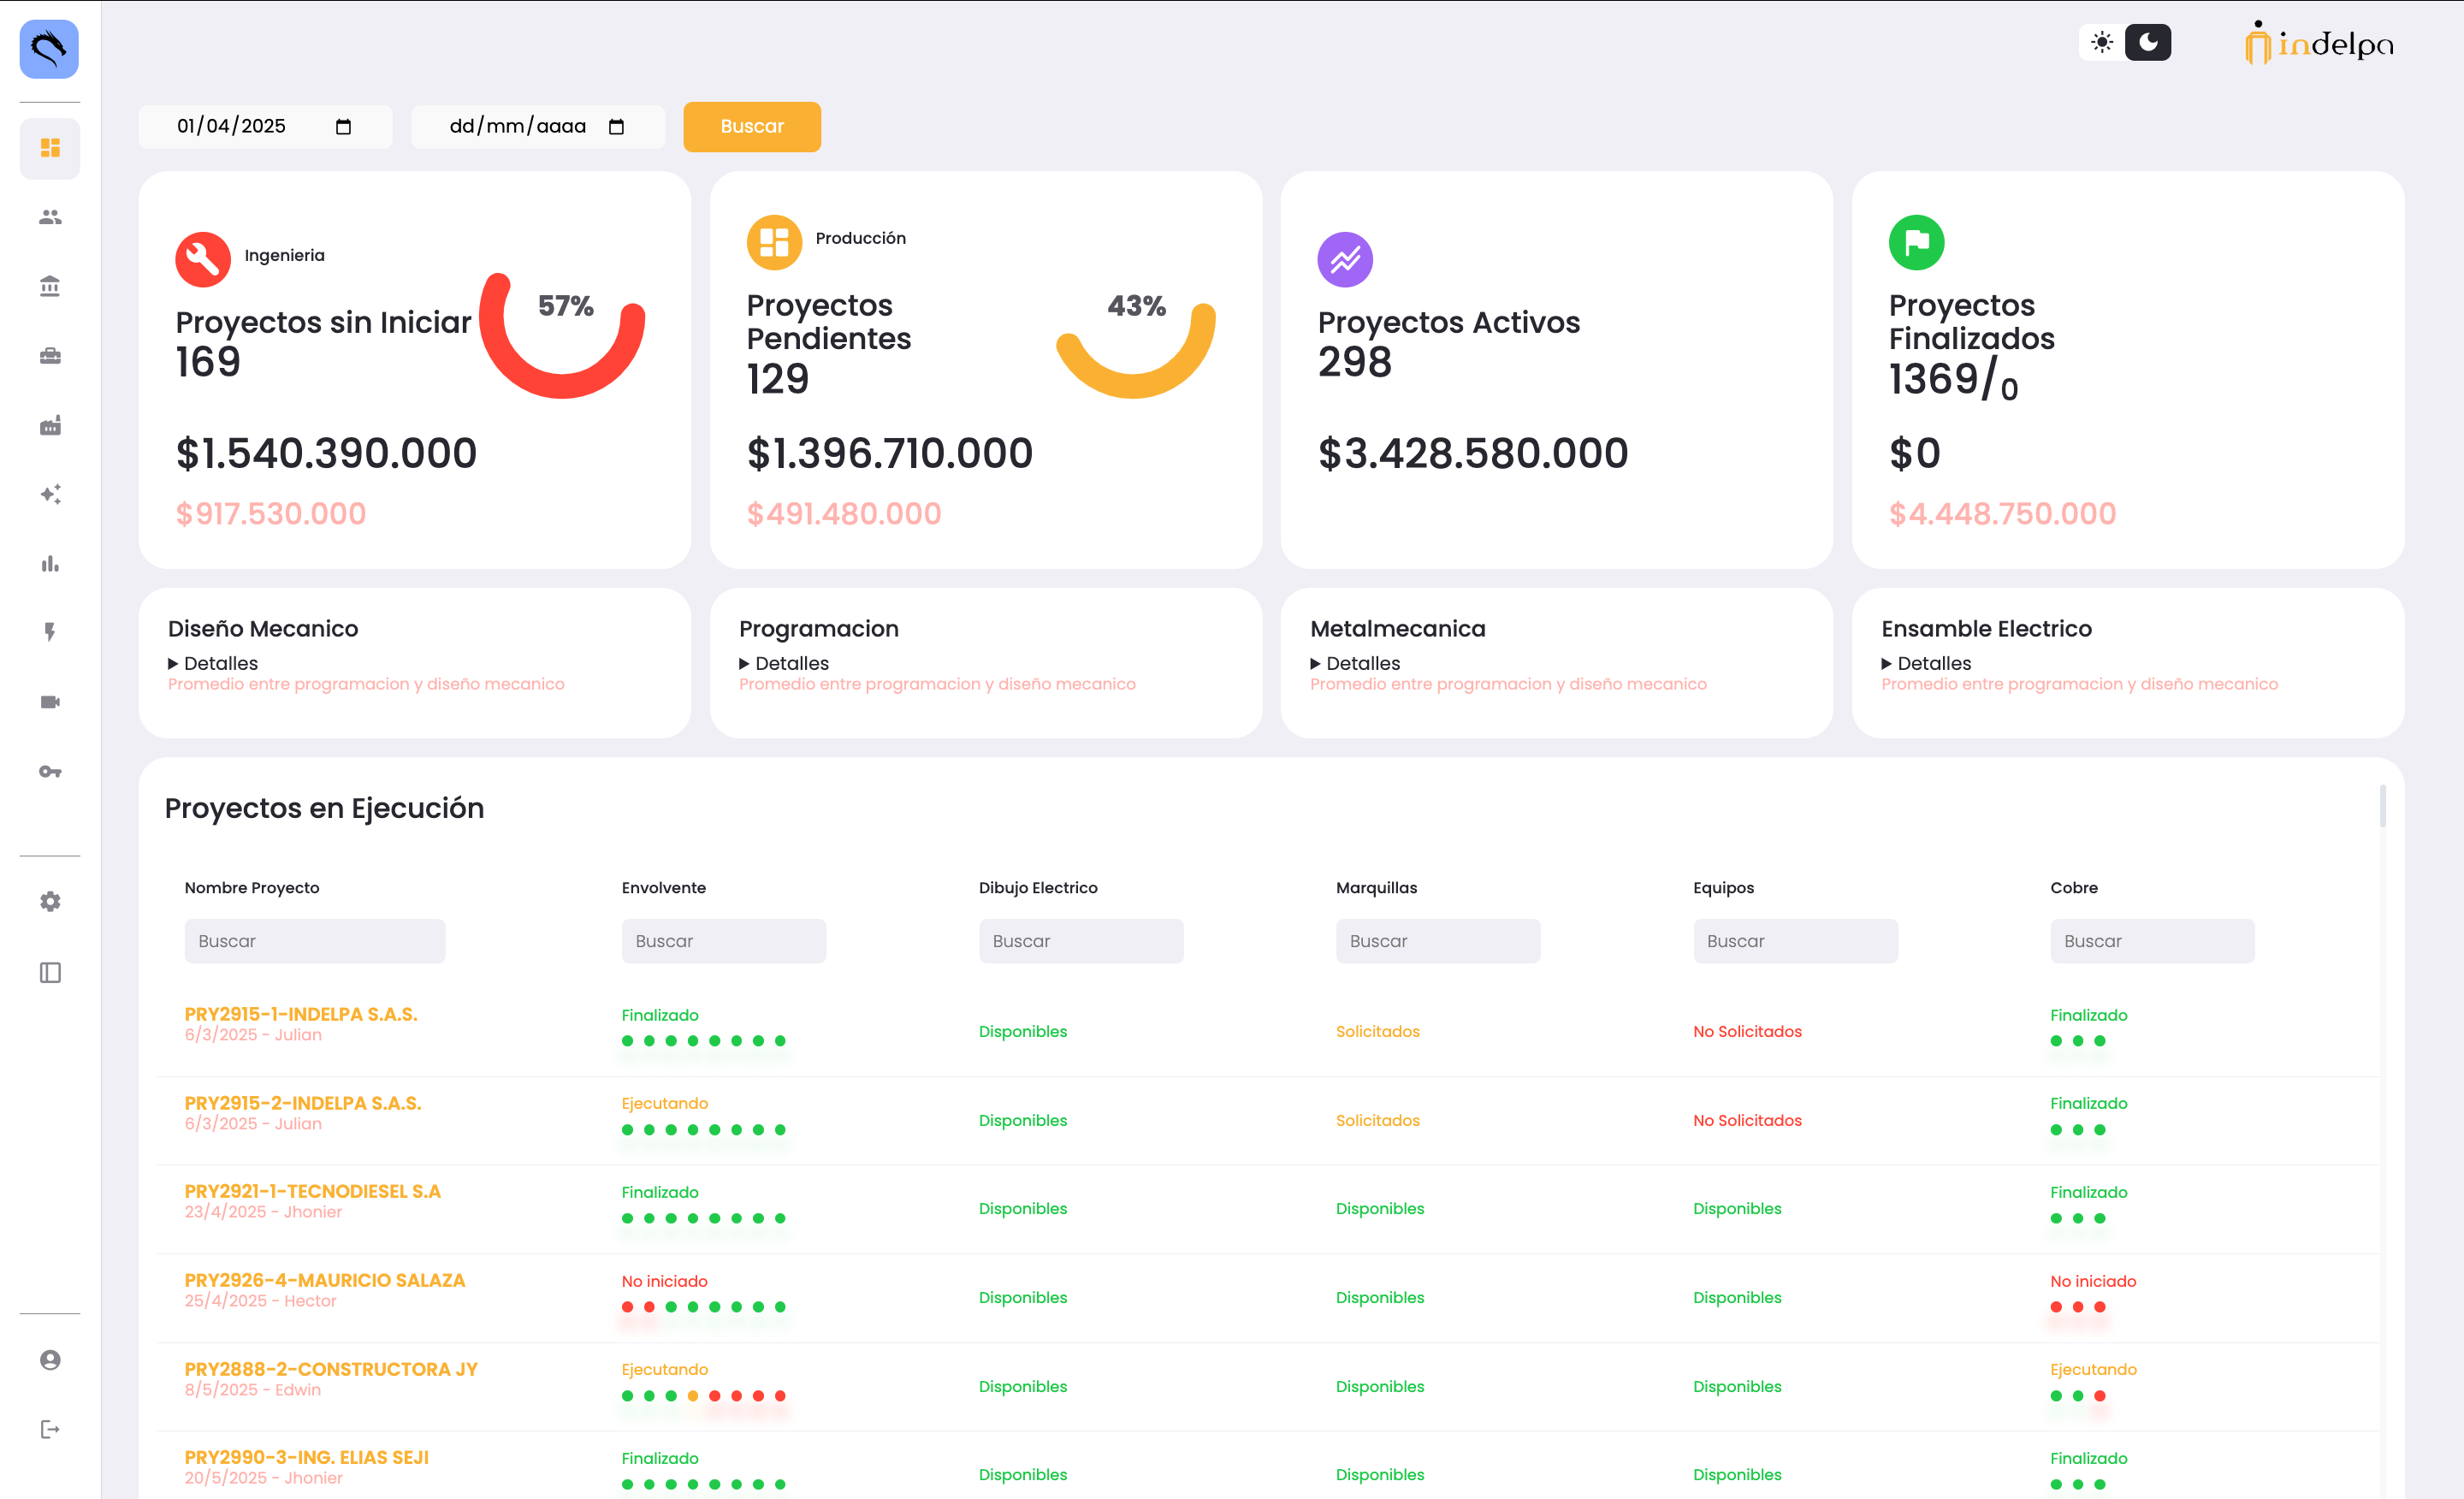 indelpa
01/04/2025 dd/mm/aaaa Buscar
Ingenieria
Proyectos sin Iniciar
169
57%
$1.540.390.000
$917.530.000
Producción
Proyectos
Pendientes
129
43%
$1.396.710.000
$491.480.000
Proyectos Activos
298
$3.428.580.000
Proyectos
Finalizados
1369/0
$0
$4.448.750.000
Diseño Mecanico
Detalles
Promedio entre programacion y diseño mecanico
Programacion
Detalles
Promedio entre programacion y diseño mecanico
Metalmecanica
Detalles
Promedio entre programacion y diseño mecanico
Ensamble Electrico
Detalles
Promedio entre programacion y diseño mecanico
Proyectos en Ejecución
Nombre Proyecto Envolvente Dibujo Electrico Marquillas Equipos Cobre
Buscar Buscar Buscar Buscar Buscar Buscar
PRY2915-1-INDELPA S.A.S. Finalizado Disponibles Solicitados No Solicitados Finalizado
6/3/2025 - Julian
PRY2915-2-INDELPA S.A.S. Ejecutando Disponibles Solicitados No Solicitados Finalizado
6/3/2025 - Julian
PRY2921-1-TECNODIESEL S.A Finalizado Disponibles Disponibles Disponibles Finalizado
23/4/2025 - Jhonier
PRY2926-4-MAURICIO SALAZA No iniciado Disponibles Disponibles Disponibles No iniciado
25/4/2025 - Hector
PRY2888-2-CONSTRUCTORA JY Ejecutando Disponibles Disponibles Disponibles Ejecutando
8/5/2025 - Edwin
PRY2990-3-ING. ELIAS SEJI Finalizado Disponibles Disponibles Disponibles Finalizado
20/5/2025 - Jhonier